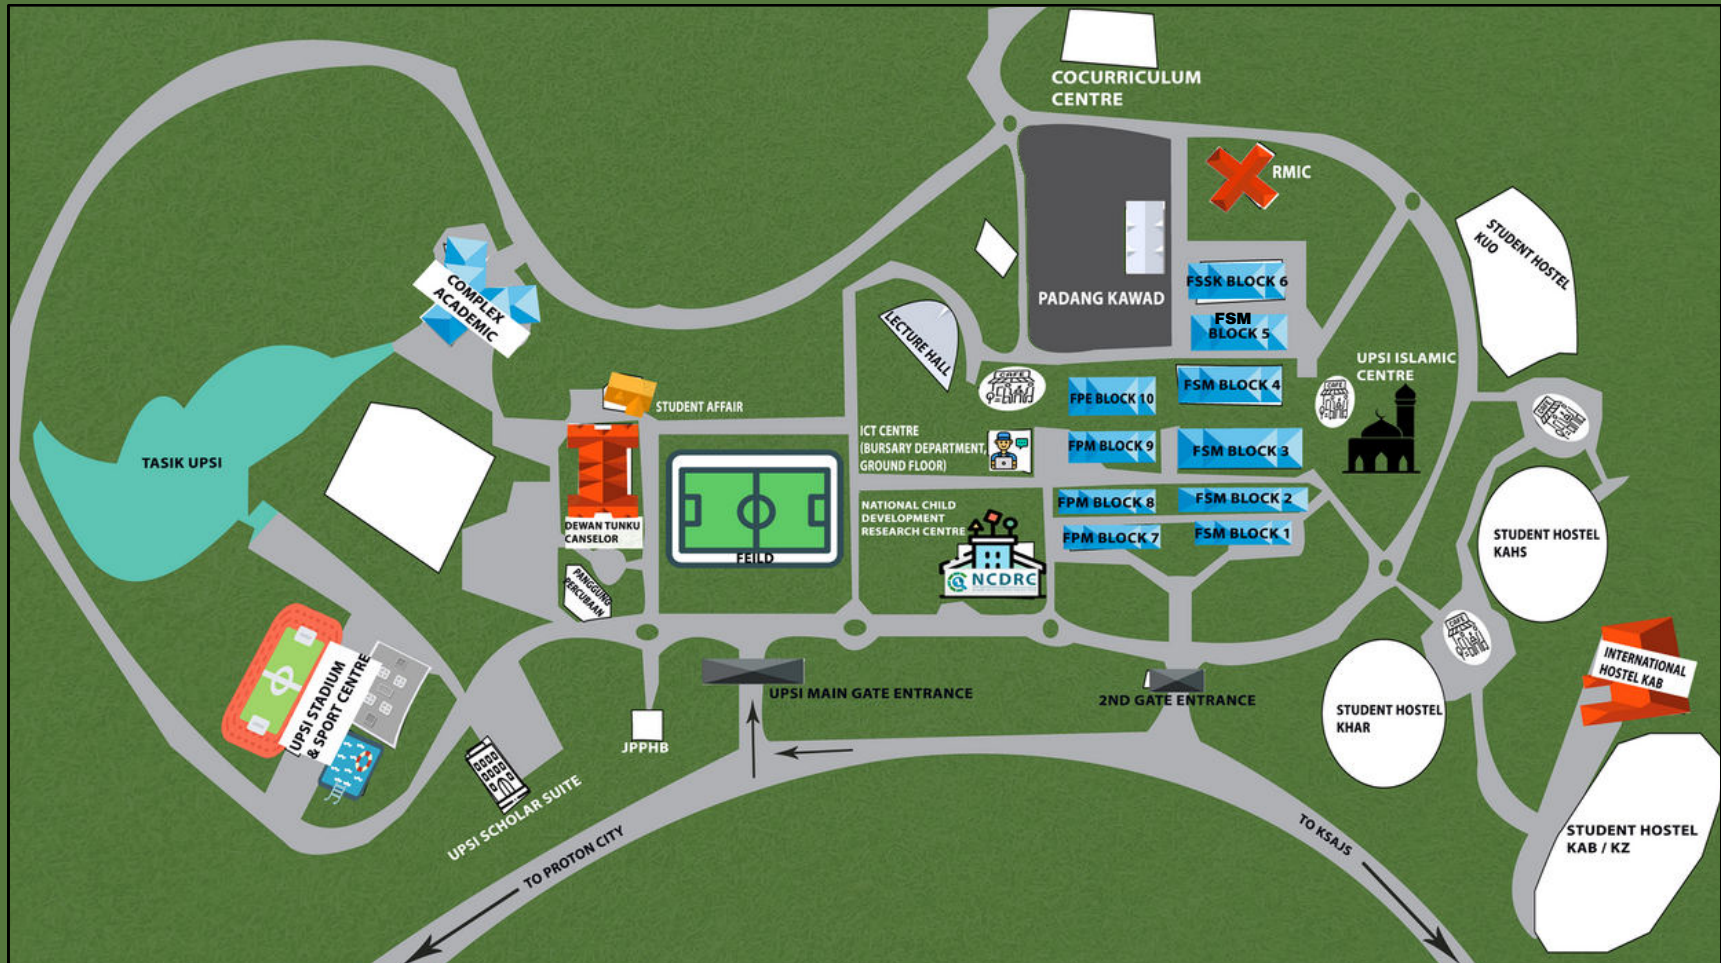 COCURRICULUM
CENTRE
RMIC
STUDENT HOSTEL
KUO
COMPLEX
ACADEMIC
FSSK BLOCK 6
PADANG KAWAD
FSM
BLOCK 5
LECTURE HALL
UPSI ISLAMIC
CENTRE
CAFE
FPE BLOCK 10
FSM BLOCK 4
CAFE
CAFE
STUDENT AFFAIR
ICT CENTRE
(BURSARY DEPARTMENT,
GROUND FLOOR)
FPM BLOCK 9
FSM BLOCK 3
TASIK UPSI
NATIONAL CHILD
DEVELOPMENT
RESEARCH CENTRE
FPM BLOCK 8
FSM BLOCK 2
DEWAN TUNKU
CANSELOR
FEILD
FPM BLOCK 7
FSM BLOCK 1
STUDENT HOSTEL
KAHS
NCDRC
PANGGUNG
PERCUBAAN
CAFE
UPSI STADIUM
& SPORT CENTRE
INTERNATIONAL
HOSTEL KAB
UPSI MAIN GATE ENTRANCE
2ND GATE ENTRANCE
STUDENT HOSTEL
KHAR
JPPHB
UPSI SCHOLAR SUITE
TO PROTON CITY
TO KSAJS
STUDENT HOSTEL
KAB / KZ